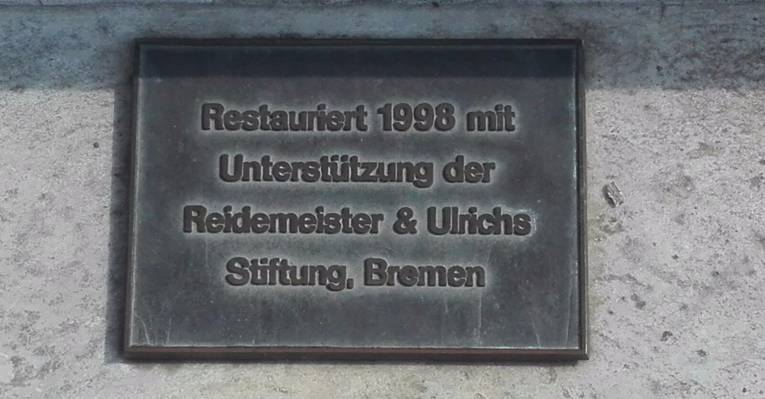 Restauriert 1998 mit
Unterstützung der
Reidemeister & Ulrichs
Stiftung, Bremen